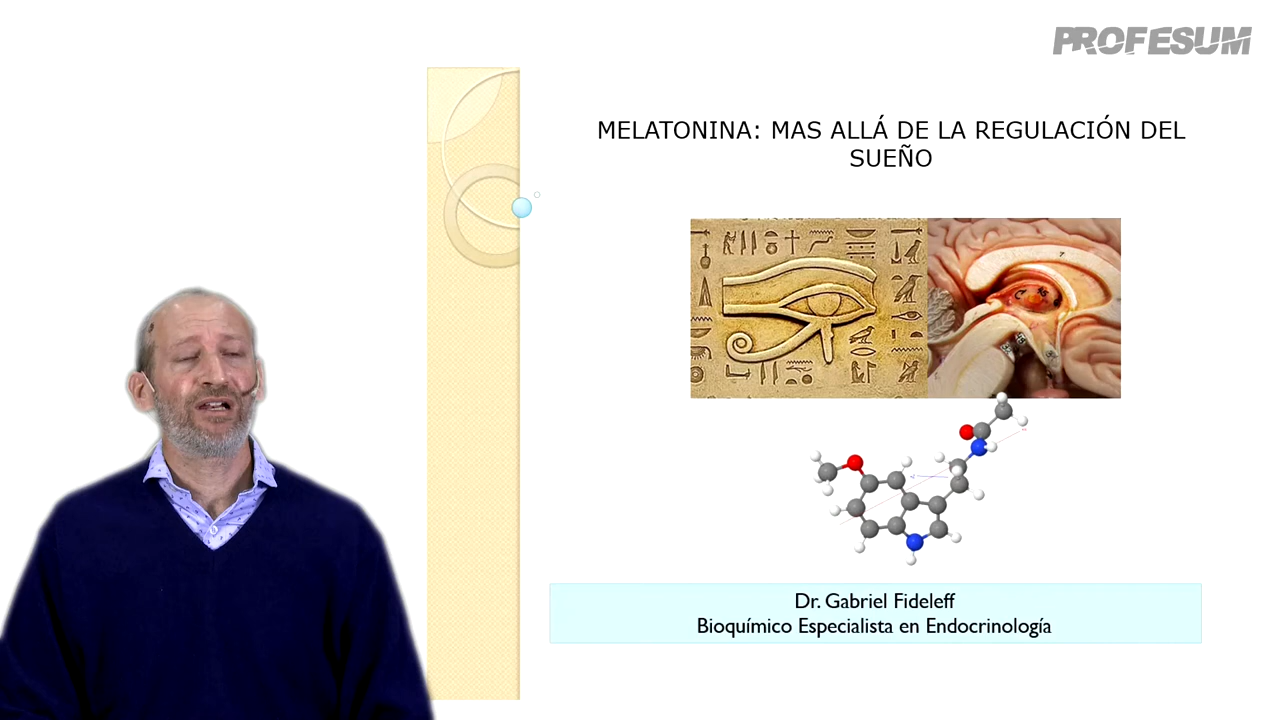 PROFESUM
MELATONINA: MAS ALLÁ DE LA REGULACIÓN DEL
SUEÑO
Dr. Gabriel Fideleff
Bioquímico Especialista en Endocrinología